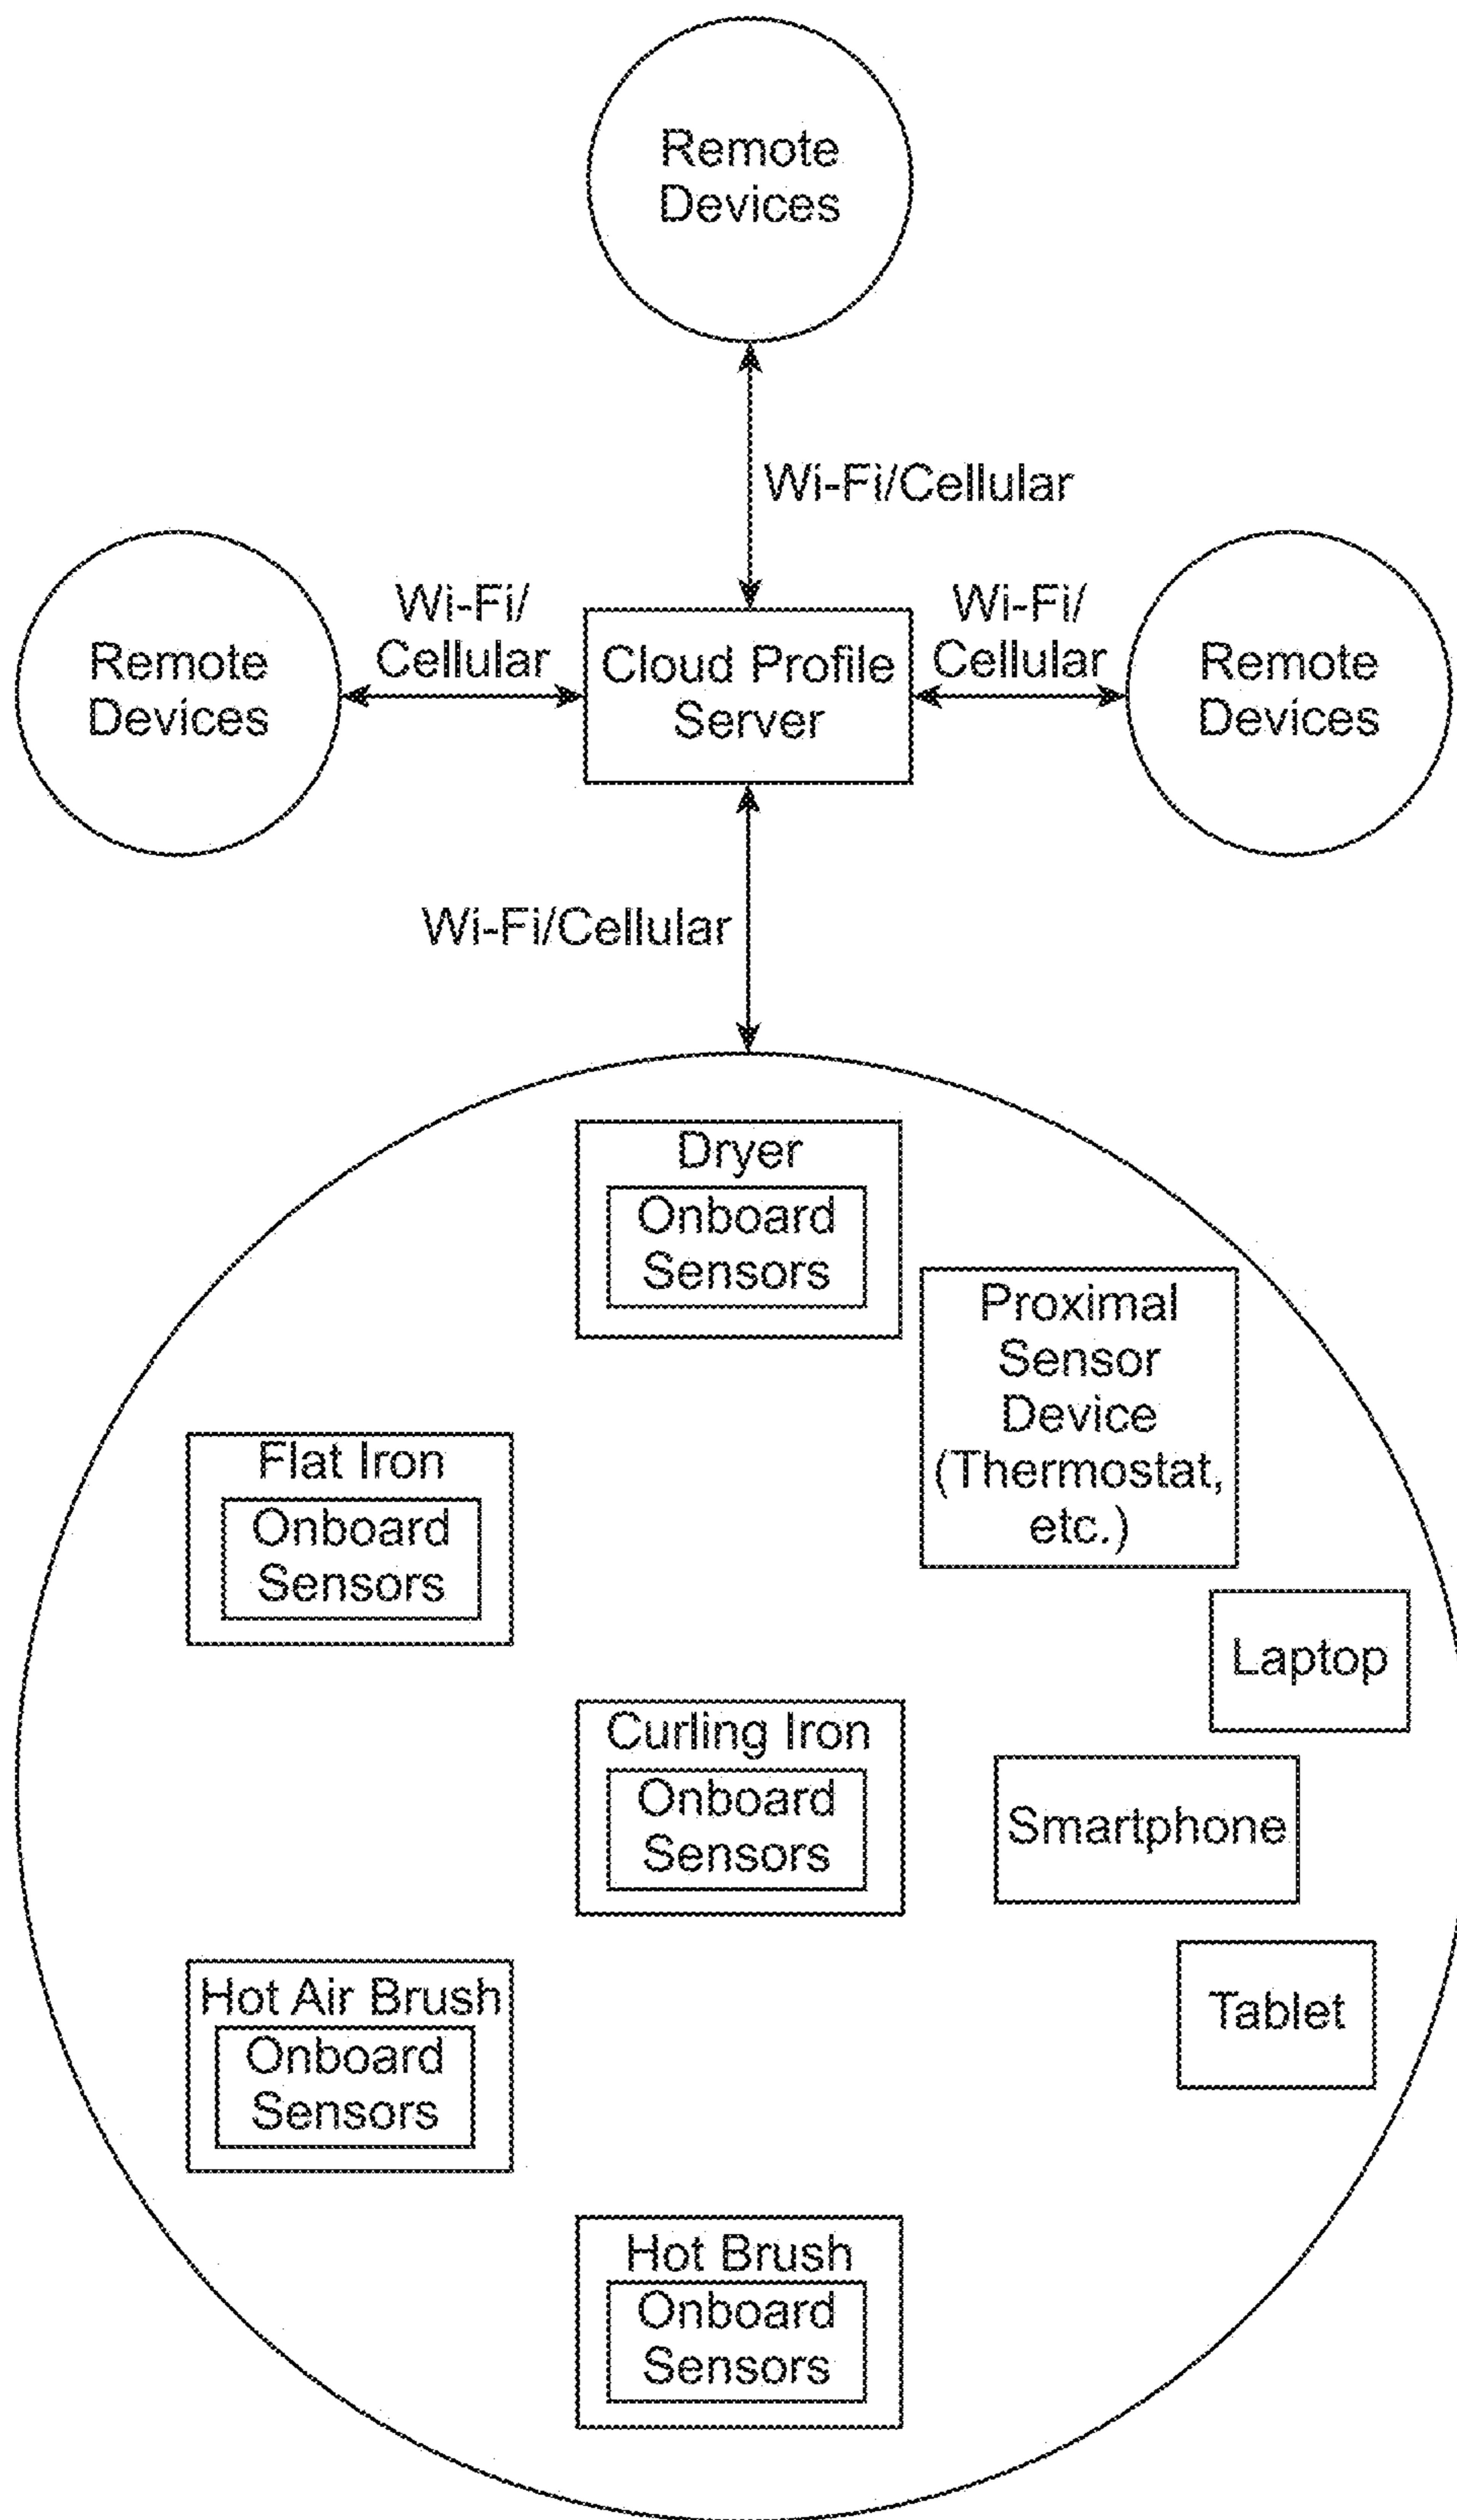 Remote
Devices
Wi-Fi/Cellular
Remote
Devices
Wi-Fi/
Cellular
Cloud Profile
Server
Wi-Fi/
Cellular
Remote
Devices
Wi-Fi/Cellular
Dryer
Onboard
Sensors
Proximal
Sensor
Device
(Thermostat,
etc.)
Flat Iron
Onboard
Sensors
Laptop
Curling Iron
Onboard
Sensors
Smartphone
Hot Air Brush
Onboard
Sensors
Tablet
Hot Brush
Onboard
Sensors